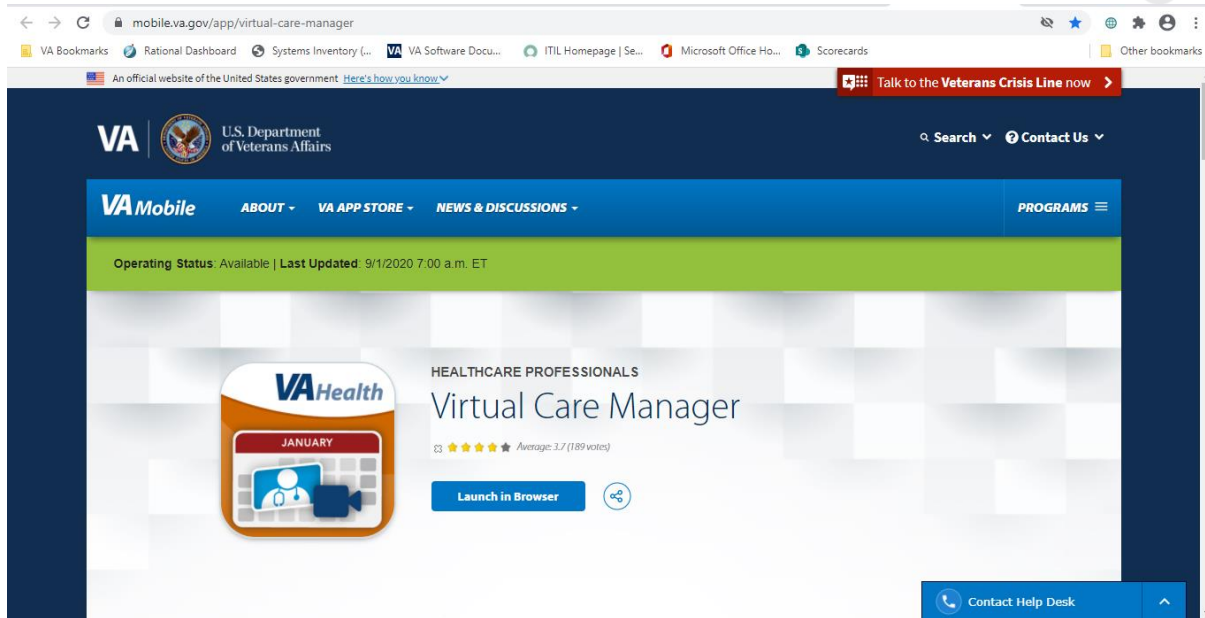 mobile.va.gov/app/virtual-care-manager
VA Bookmarks Rational Dashboard Systems Inventory (... VA VA Software Docu... ITIL Homepage | Se... Microsoft Office Ho... Scorecards Other bookmarks
An official website of the United States government Here's how you know
Talk to the Veterans Crisis Line now
VA
U.S. Department
of Veterans Affairs
Search Contact Us
VA Mobile ABOUT VA APP STORE NEWS & DISCUSSIONS PROGRAMS
Operating Status: Available | Last Updated: 9/1/2020 7:00 a.m. ET
VA Health
JANUARY
HEALTHCARE PROFESSIONALS
Virtual Care Manager
Average: 3.7 (189 votes)
Launch in Browser
Contact Help Desk